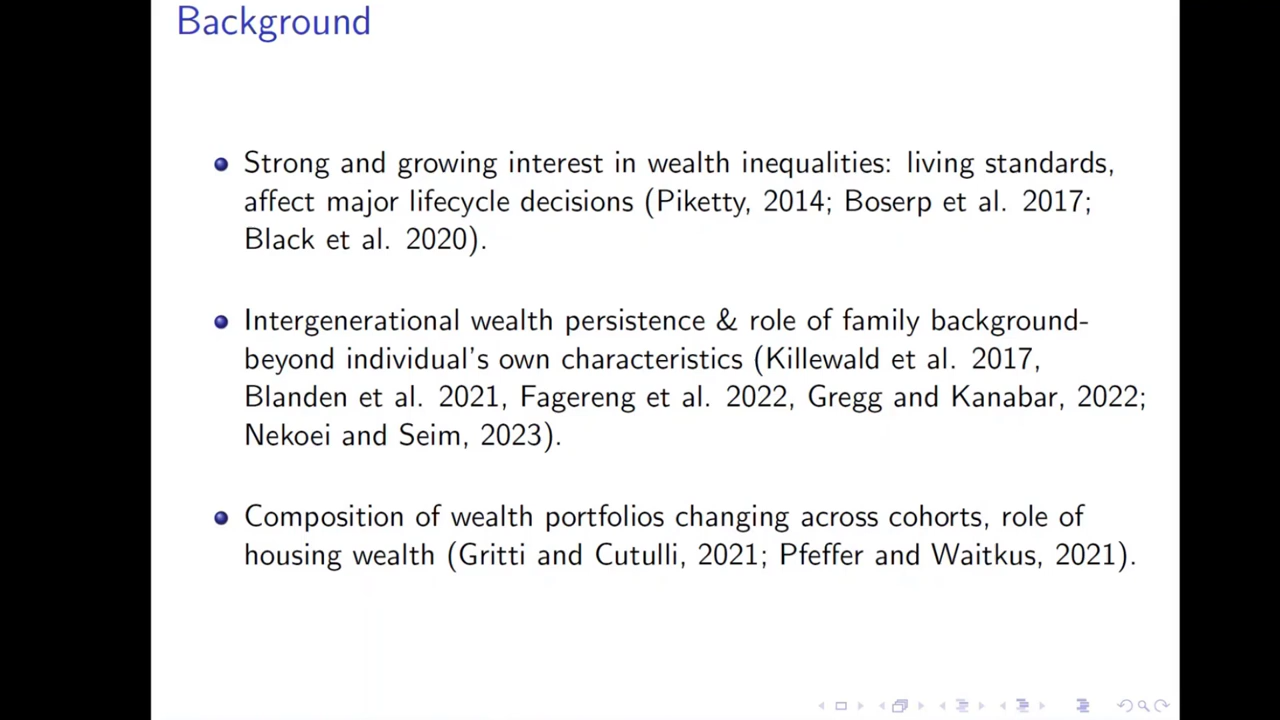 Background
Strong and growing interest in wealth inequalities: living standards,
affect major lifecycle decisions (Piketty, 2014; Boserp et al. 2017;
Black et al. 2020).
Intergenerational wealth persistence & role of family background-
beyond individual's own characteristics (Killewald et al. 2017,
Blanden et al. 2021, Fagereng et al. 2022, Gregg and Kanabar, 2022;
Nekoei and Seim, 2023).
Composition of wealth portfolios changing across cohorts, role of
housing wealth (Gritti and Cutulli, 2021; Pfeffer and Waitkus, 2021).